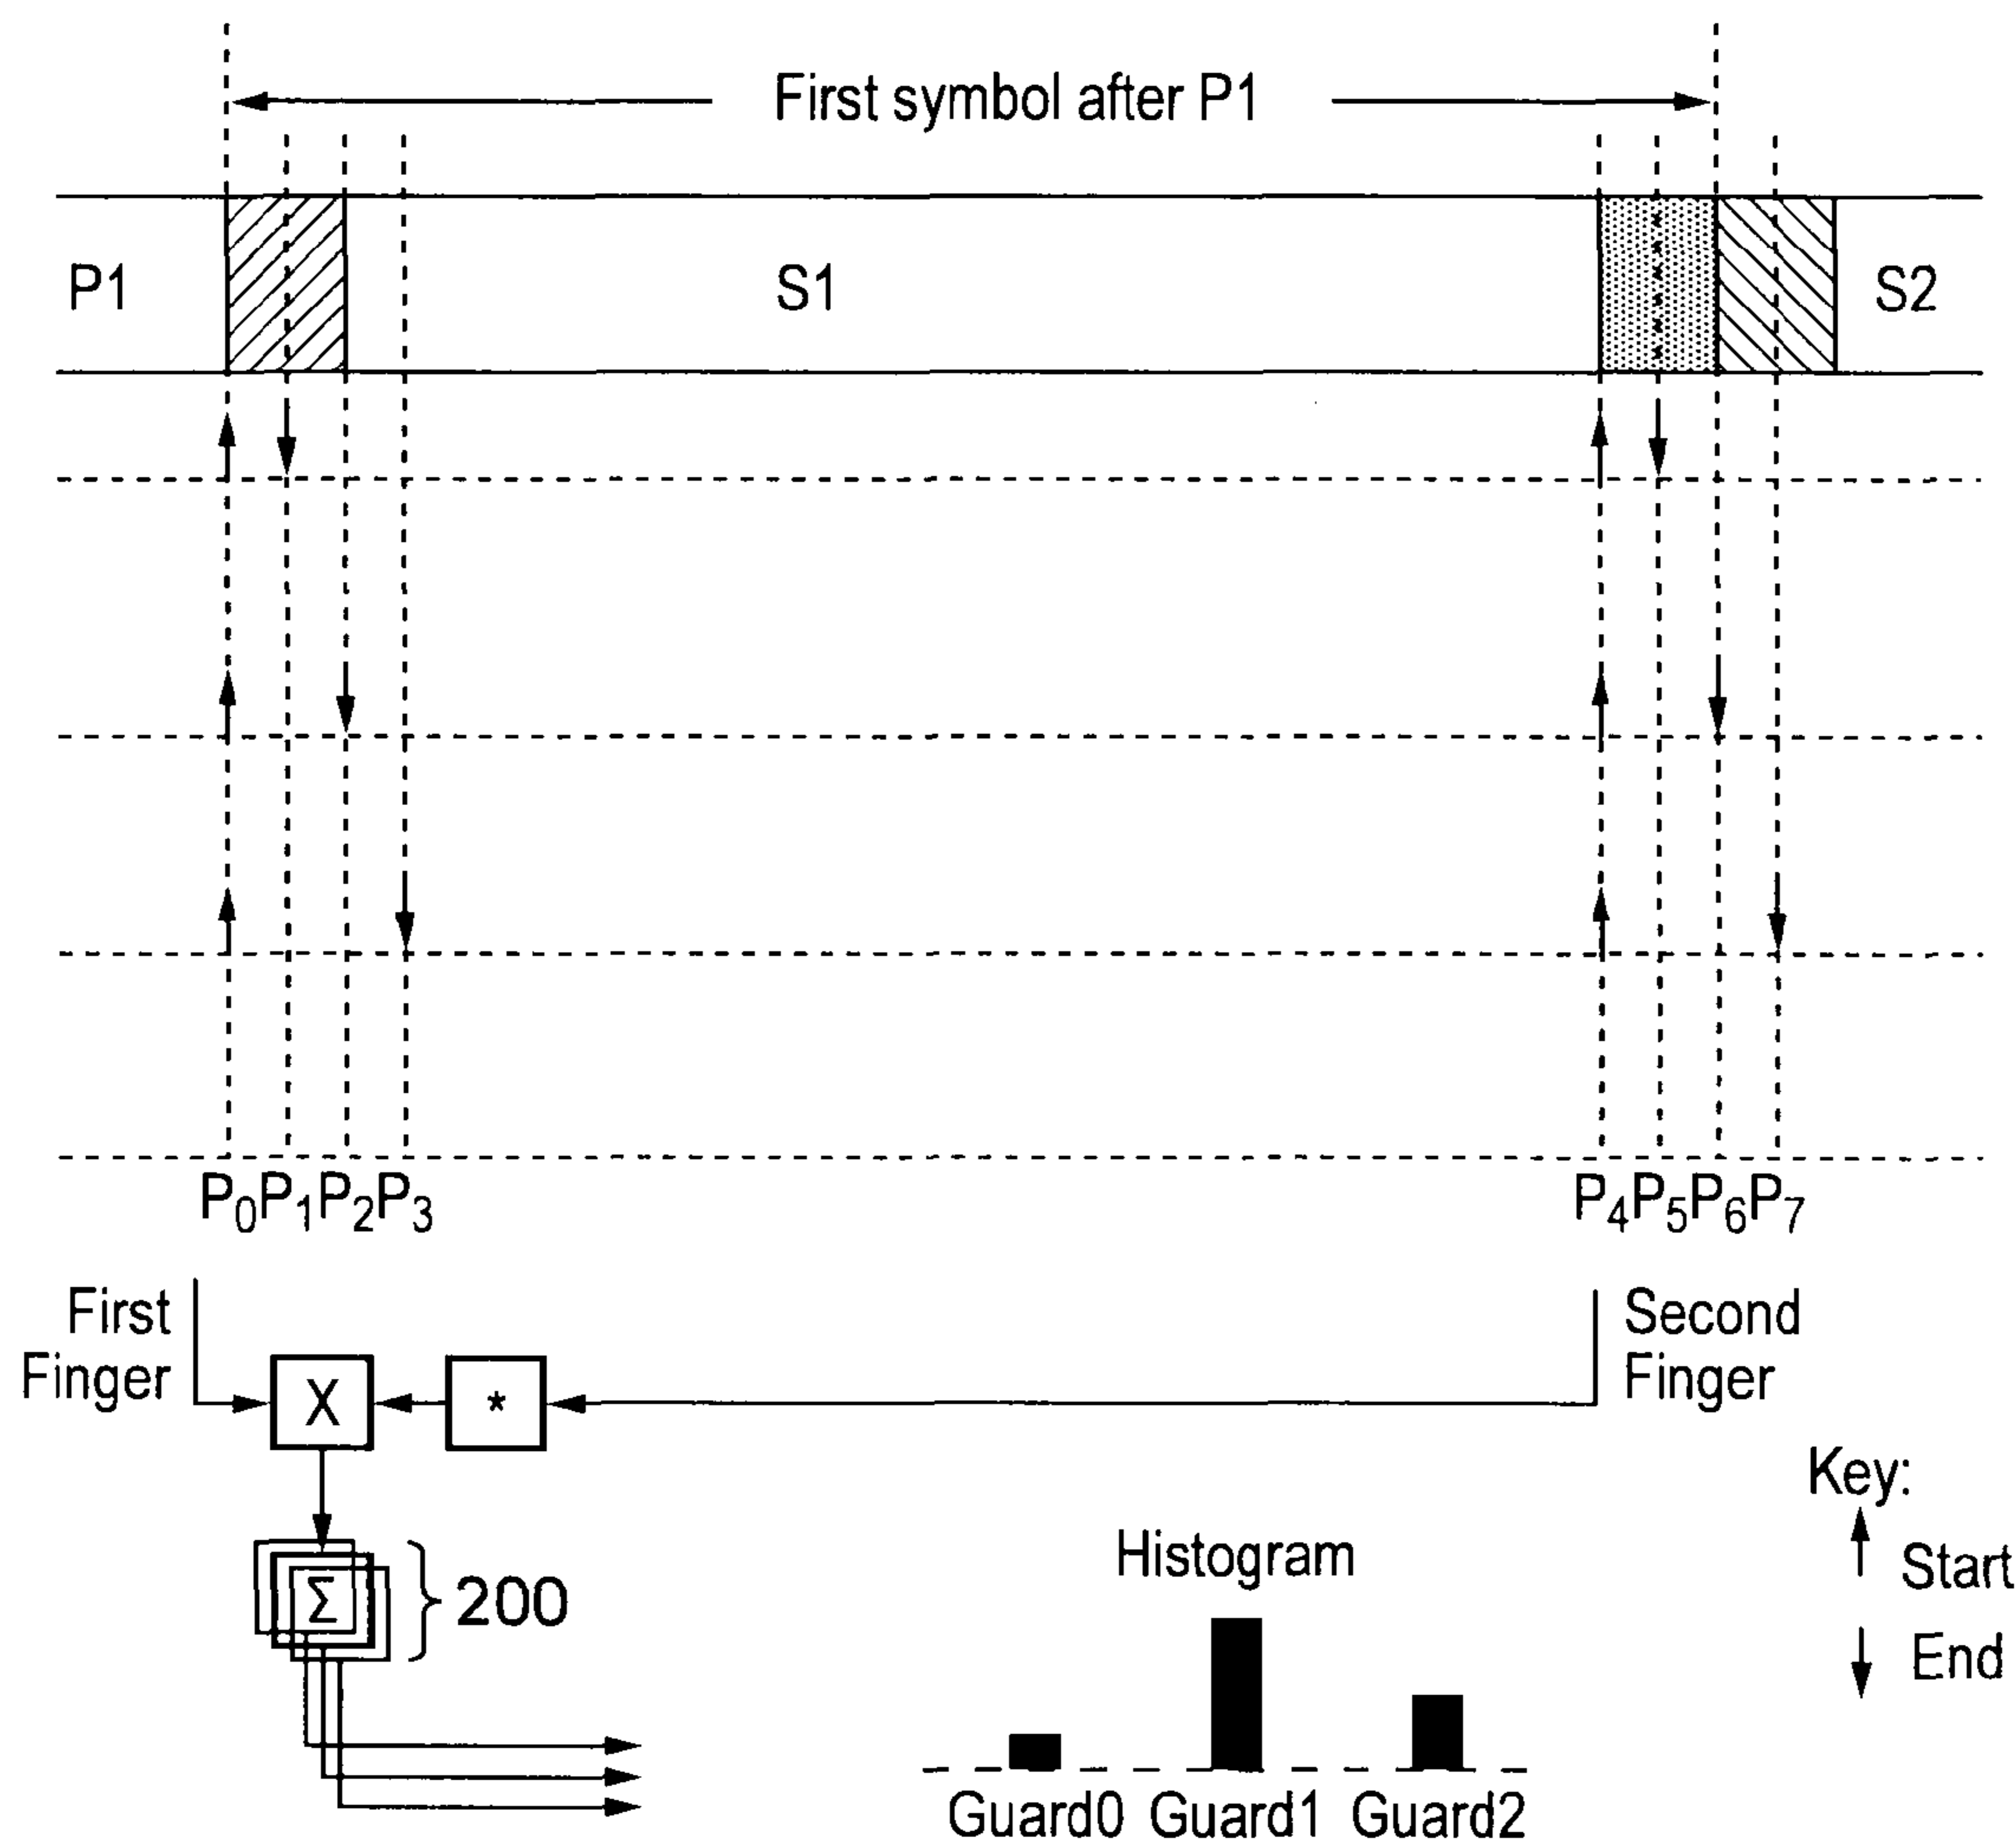 First symbol after P1
P1
S1
S2
P₀P₁P₂P₃
P₄P₅P₆P₇
First
Finger
Second
Finger
X
*
Σ
200
Histogram
Guard0 Guard1 Guard2
Key:
Start
End